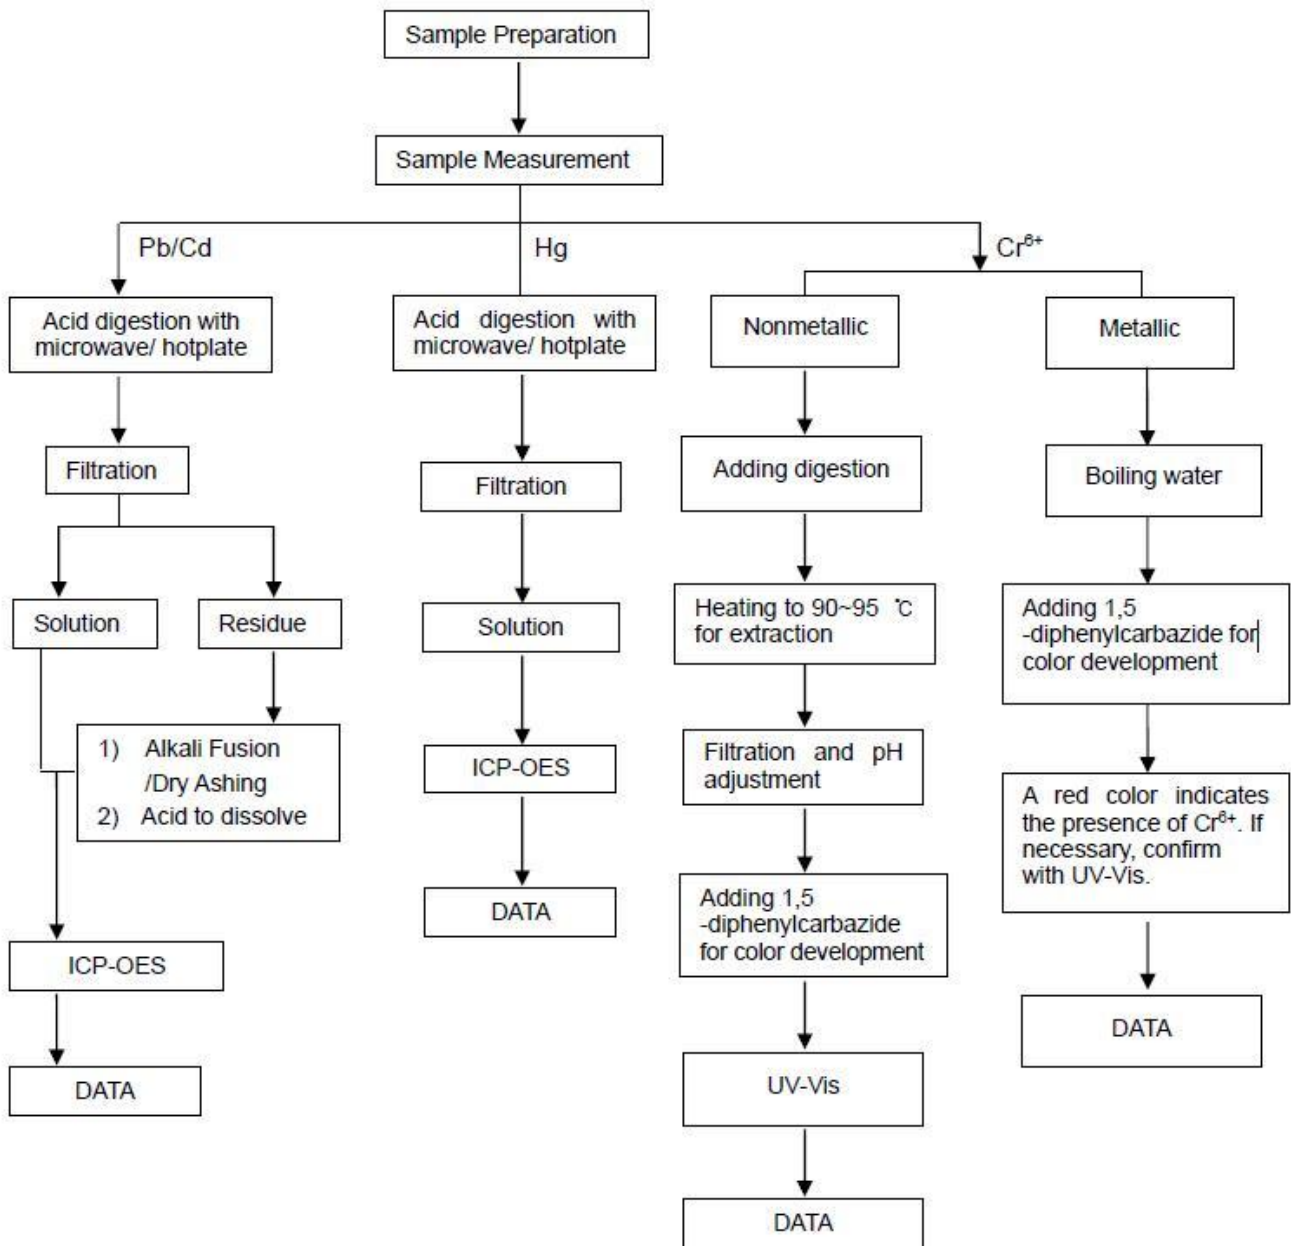 Sample Preparation
Sample Measurement
Pb/Cd
Hg
Cr⁶⁺
Acid digestion with
microwave/ hotplate
Acid digestion with
microwave/ hotplate
Nonmetallic
Metallic
Filtration
Filtration
Adding digestion
Boiling water
Solution
Residue
Solution
Heating to 90~95 ℃
for extraction
Adding 1,5
-diphenylcarbazide for
color development
1) Alkali Fusion
/Dry Ashing
2) Acid to dissolve
ICP-OES
Filtration and pH
adjustment
A red color indicates
the presence of Cr⁶⁺. If
necessary, confirm
with UV-Vis.
DATA
Adding 1,5
-diphenylcarbazide
for color development
ICP-OES
DATA
DATA
UV-Vis
DATA